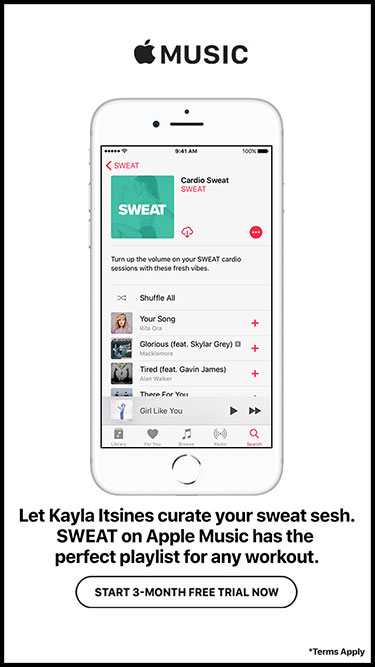 MUSIC
9:41 AM
100%
SWEAT
SWEAT
Cardio Sweat
SWEAT
Turn up the volume on your SWEAT cardio
sessions with these fresh vibes.
Shuffle All
Your Song
Rita Ora
Glorious (feat. Skylar Grey) E
Macklemore
Tired (feat. Gavin James)
Alan Walker
There For You
Girl Like You
Library
For You
Browse
Radio
Search
Let Kayla Itsines curate your sweat sesh.
SWEAT on Apple Music has the
perfect playlist for any workout.
START 3-MONTH FREE TRIAL NOW
*Terms Apply